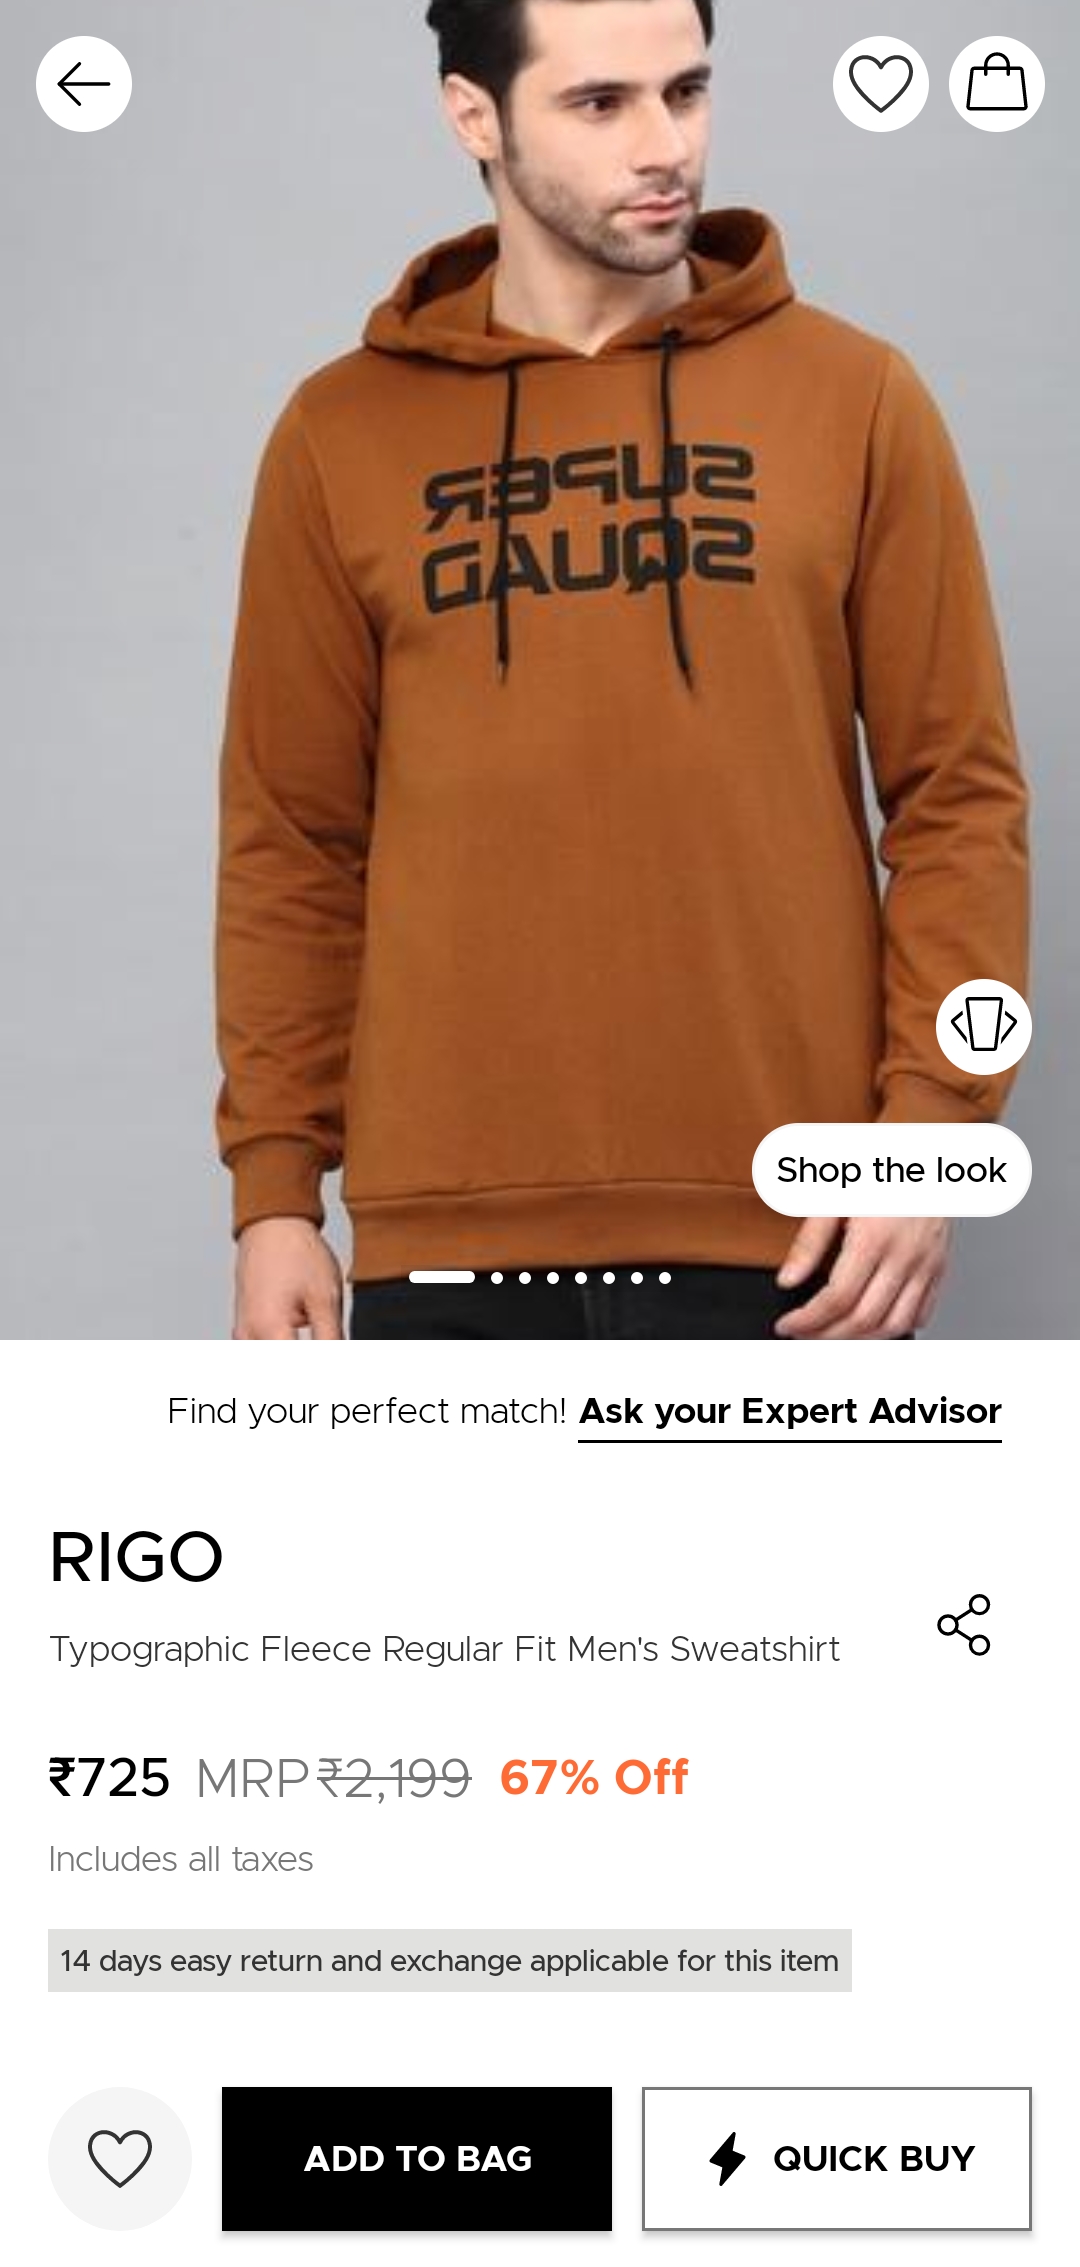 SUPER
SQUAD
Shop the look
Find your perfect match! Ask your Expert Advisor
RIGO
Typographic Fleece Regular Fit Men's Sweatshirt
₹725 MRP ₹2,199 67% Off
Includes all taxes
14 days easy return and exchange applicable for this item
ADD TO BAG
QUICK BUY